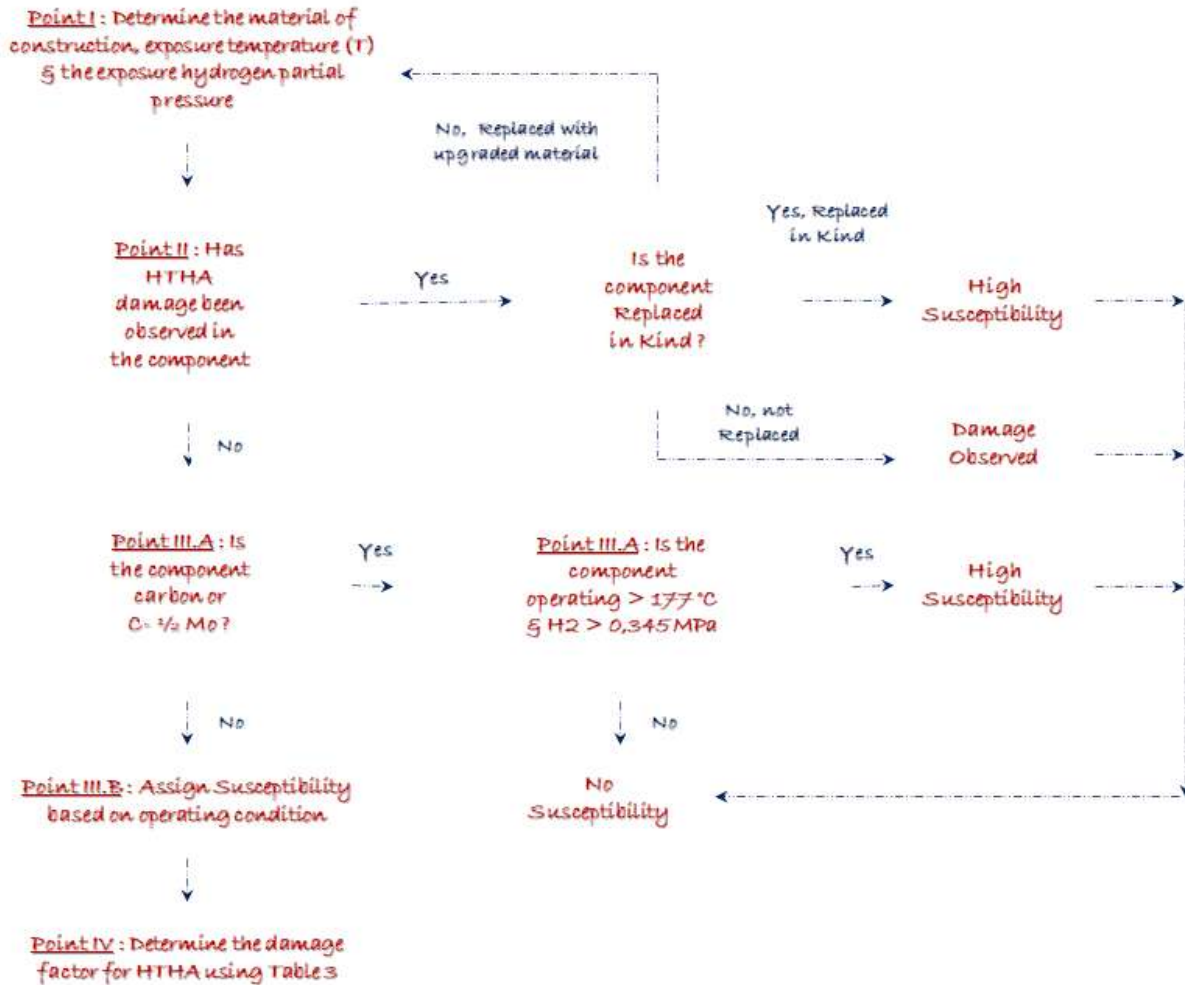 Point I : Determine the material of
construction, exposure temperature (T)
§ the exposure hydrogen partial
pressure
No, Replaced with
upgraded material
Yes, Replaced
in Kind
Point II : Has
HTHA
damage been
observed in
the component
Yes
Is the
component
Replaced
in Kind ?
High
Susceptibility
No, not
Replaced
Damage
Observed
No
Point III.A : Is
the component
carbon or
C- ½ Mo ?
Yes
Point III.A : Is the
component
operating > 177 °C
§ H2 > 0,345 MPa
Yes
High
Susceptibility
No
No
Point III.B : Assign Susceptibility
based on operating condition
No
Susceptibility
Point IV : Determine the damage
factor for HTHA using Table 3